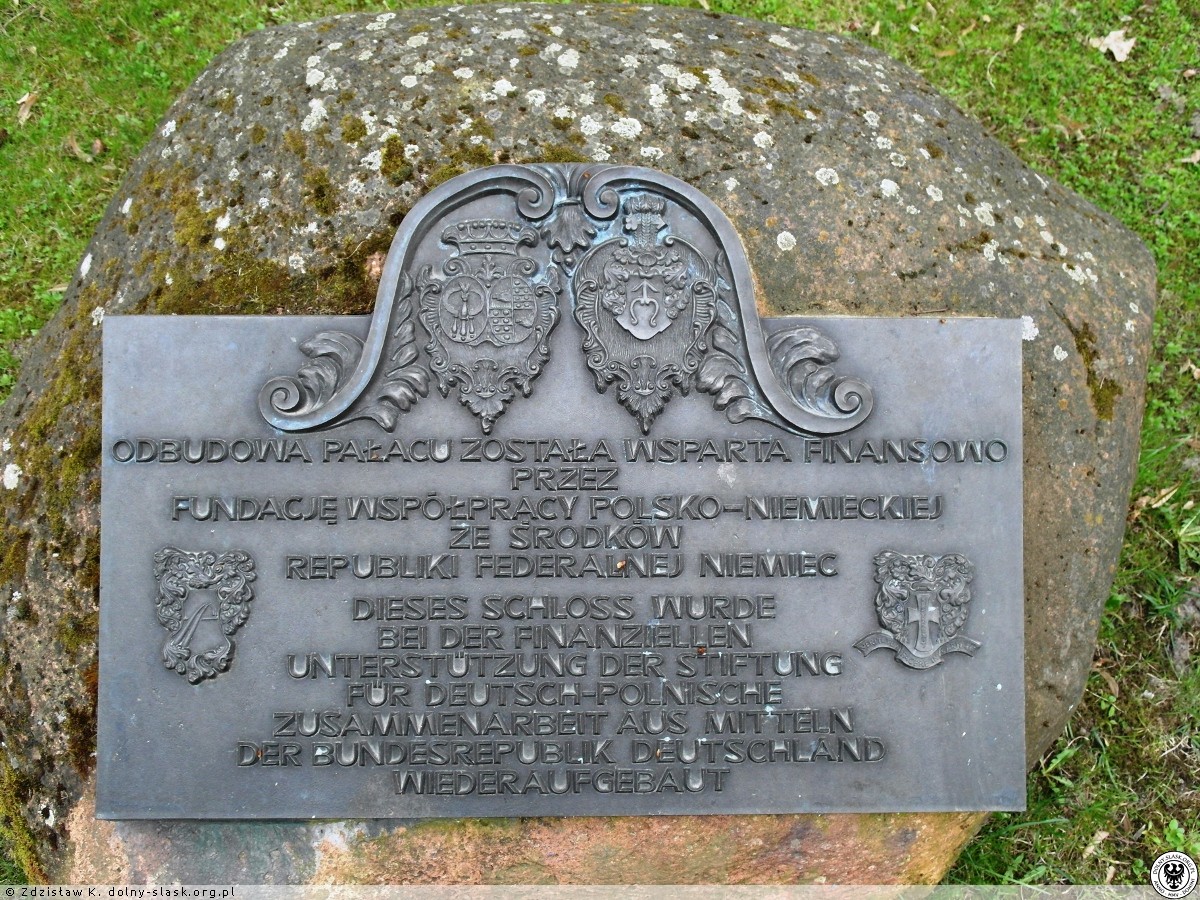 ODBUDOWA PAŁACU ZOSTAŁA WSPARTA FINANSOWO
PRZEZ
FUNDACJĘ WSPÓŁPRACY POLSKO-NIEMIECKIEJ
ZE ŚRODKÓW
REPUBLIKI FEDERALNEJ NIEMIEC
DIESES SCHLOSS WURDE
BEI DER FINANZIELLEN
UNTERSTÜTZUNG DER STIFTUNG
FÜR DEUTSCH-POLNISCHE
ZUSAMMENARBEIT AUS MITTELN
DER BUNDESREPUBLIK DEUTSCHLAND
WIEDERAUFGEBAUT
© Zdzisław K. dolny-slask.org.pl